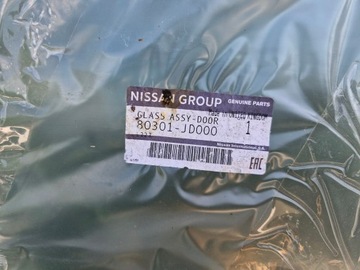 NISSAN GROUP GENUINE PARTS
GLASS ASSY-DOOR 1
80301-JD000
EAC